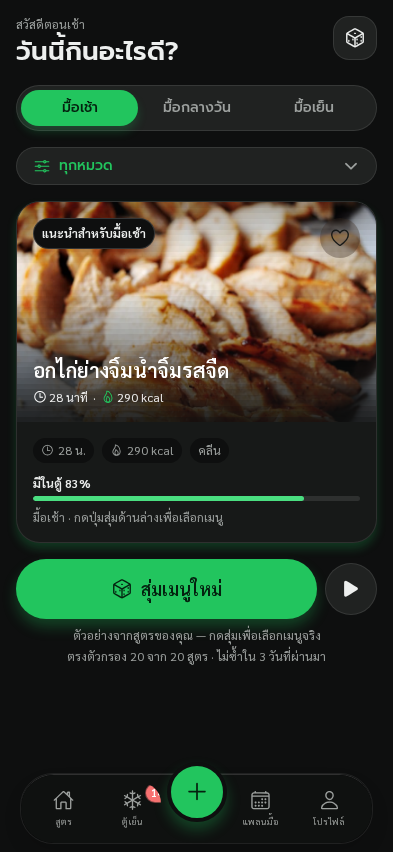 สวัสดีตอนเช้า
วันนี้กินอะไรดี?
มื้อเช้า มื้อกลางวัน มื้อเย็น
ทุกหมวด
แนะนำสำหรับมื้อเช้า
อกไก่ย่างจิ้มน้ำจิ้มรสจืด
28 นาที · 290 kcal
28 น. 290 kcal คลีน
มีในตู้ 83%
มื้อเช้า · กดปุ่มสุ่มด้านล่างเพื่อเลือกเมนู
สุ่มเมนูใหม่
ตัวอย่างจากสูตรของคุณ — กดสุ่มเพื่อเลือกเมนูจริง
ตรงตัวกรอง 20 จาก 20 สูตร · ไม่ซ้ำใน 3 วันที่ผ่านมา
สูตร ตู้เย็น แพลนมื้อ โปรไฟล์